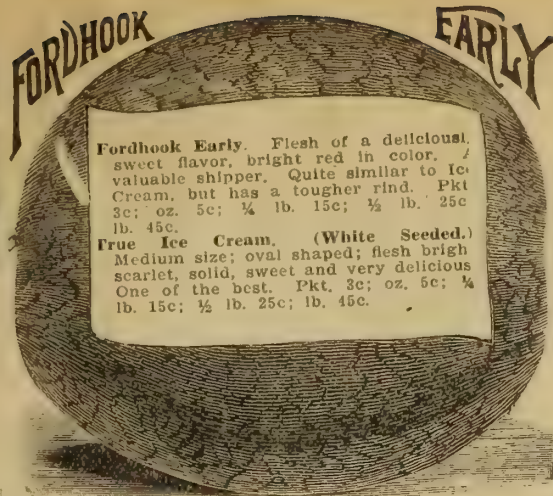 FORDHOOK EARLY
Fordhook Early. Flesh of a deliciousl
sweet flavor, bright red in color. A
valuable shipper. Quite similar to Ice
Cream, but has a tougher rind. Pkt
3c; oz. 5c; ¼ lb. 15c; ½ lb. 25c
lb. 45c.
True Ice Cream. (White Seeded.)
Medium size; oval shaped; flesh brigh
scarlet, solid, sweet and very delicious
One of the best. Pkt. 3c; oz. 5c; ¼
lb. 15c; ½ lb. 25c; lb. 45c.